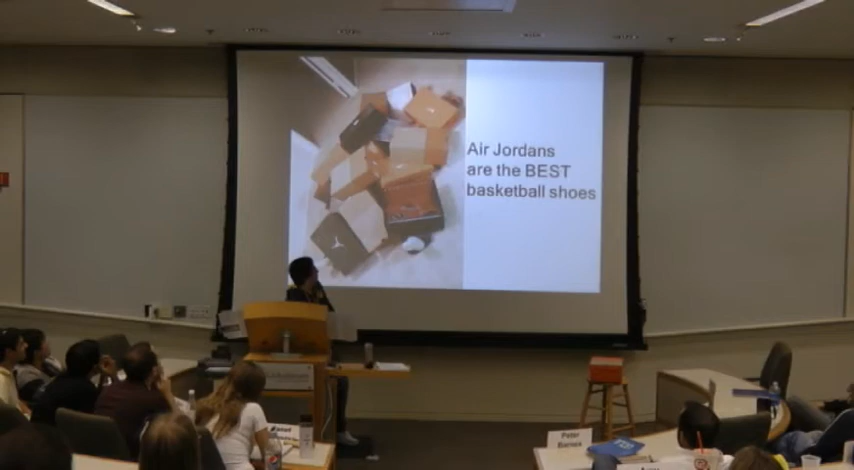 Air Jordans
are the BEST
basketball shoes
Peter
Barnes